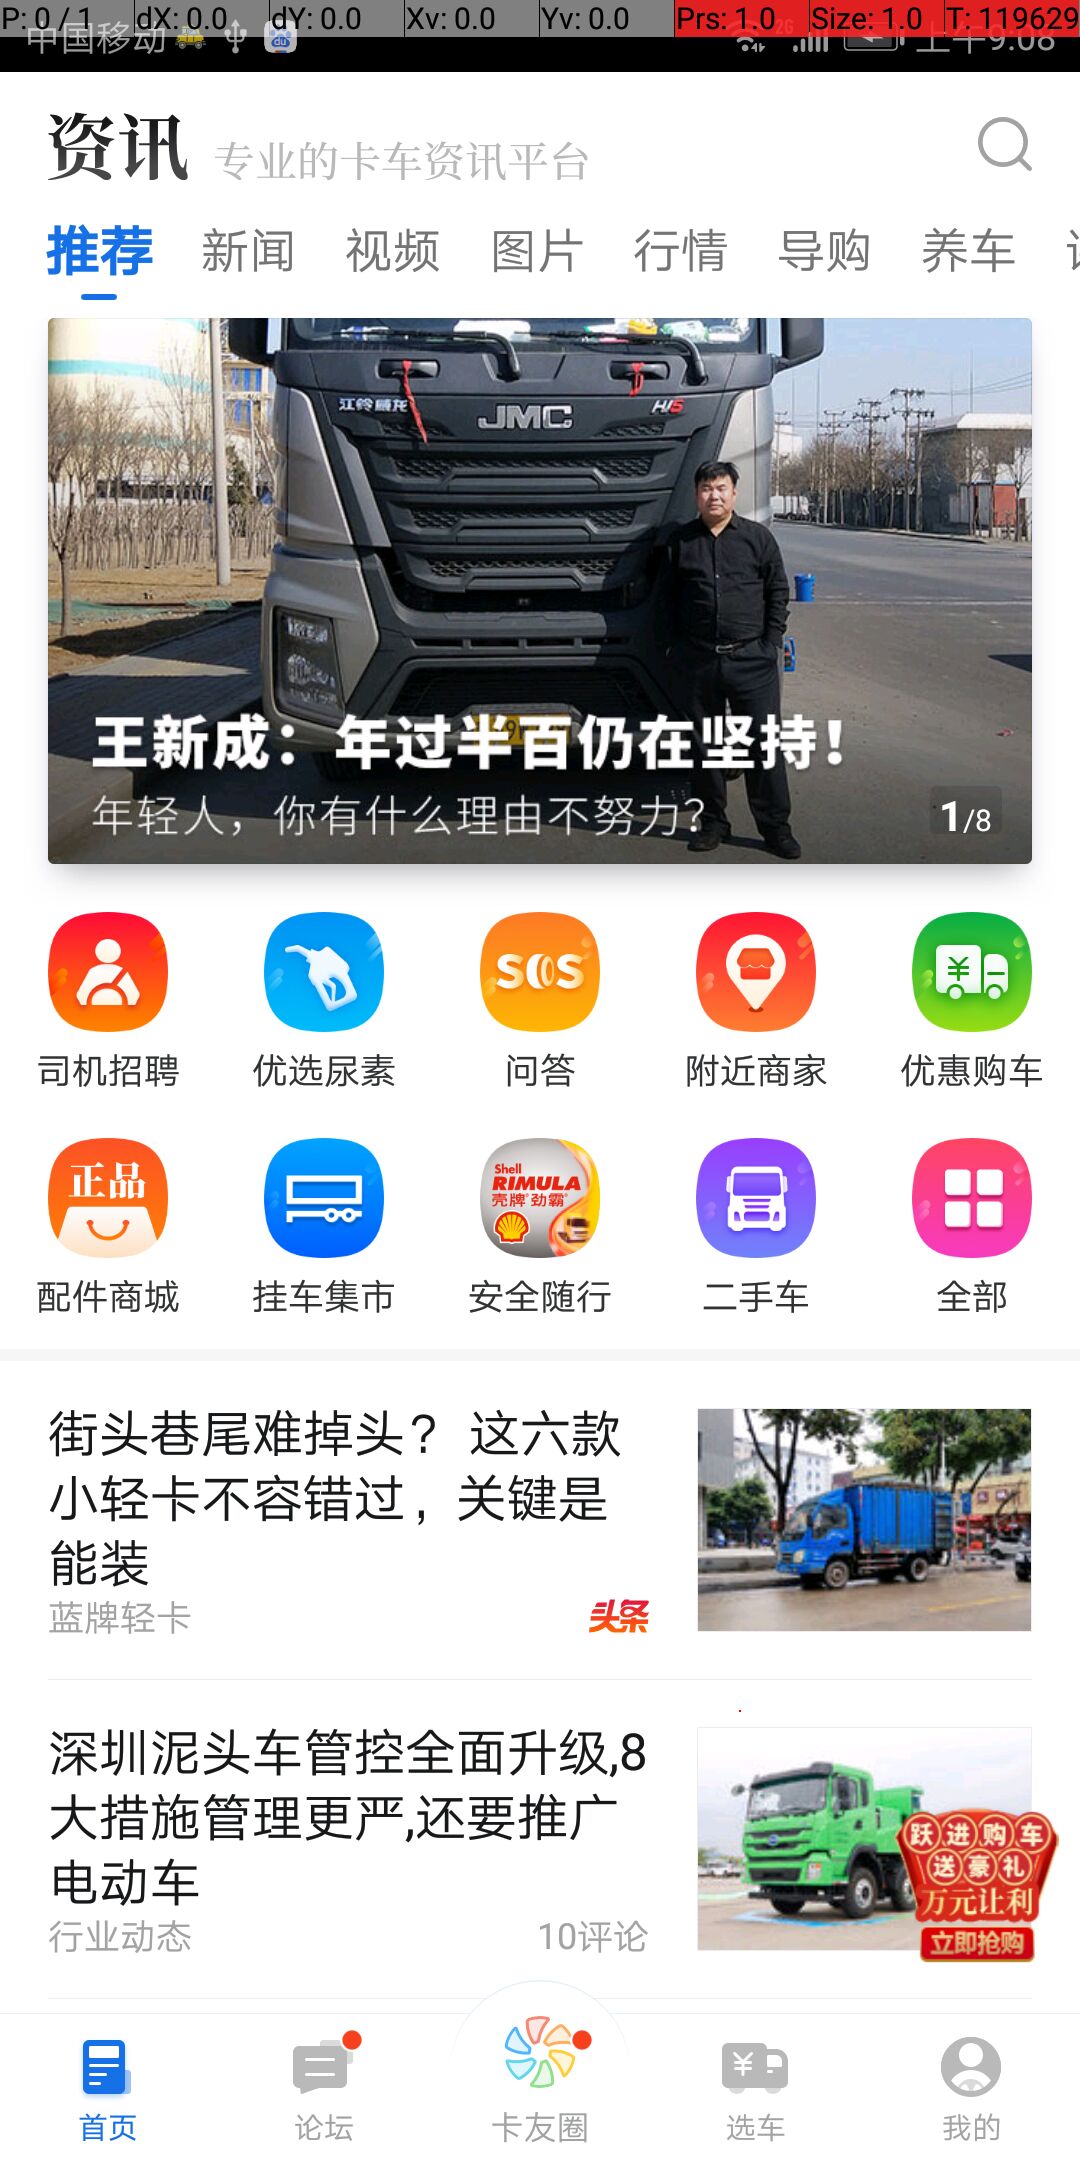 P: 0 / 1 dX: 0.0 dY: 0.0 Xv: 0.0 Yv: 0.0 Prs: 1.0 Size: 1.0 T: 119629
中国移动 2G 上午9:08
资讯 专业的卡车资讯平台
推荐 新闻 视频 图片 行情 导购 养车
江铃威龙 JMC H5
王新成：年过半百仍在坚持！
年轻人，你有什么理由不努力？
1/8
SOS
¥
司机招聘 优选尿素 问答 附近商家 优惠购车
正品
Shell
RIMULA
壳牌 劲霸
配件商城 挂车集市 安全随行 二手车 全部
街头巷尾难掉头？ 这六款
小轻卡不容错过，关键是
能装
蓝牌轻卡 头条
深圳泥头车管控全面升级,8
大措施管理更严,还要推广
电动车
行业动态 10评论
跃进购车
送豪礼
万元让利
立即抢购
¥
首页 论坛 卡友圈 选车 我的